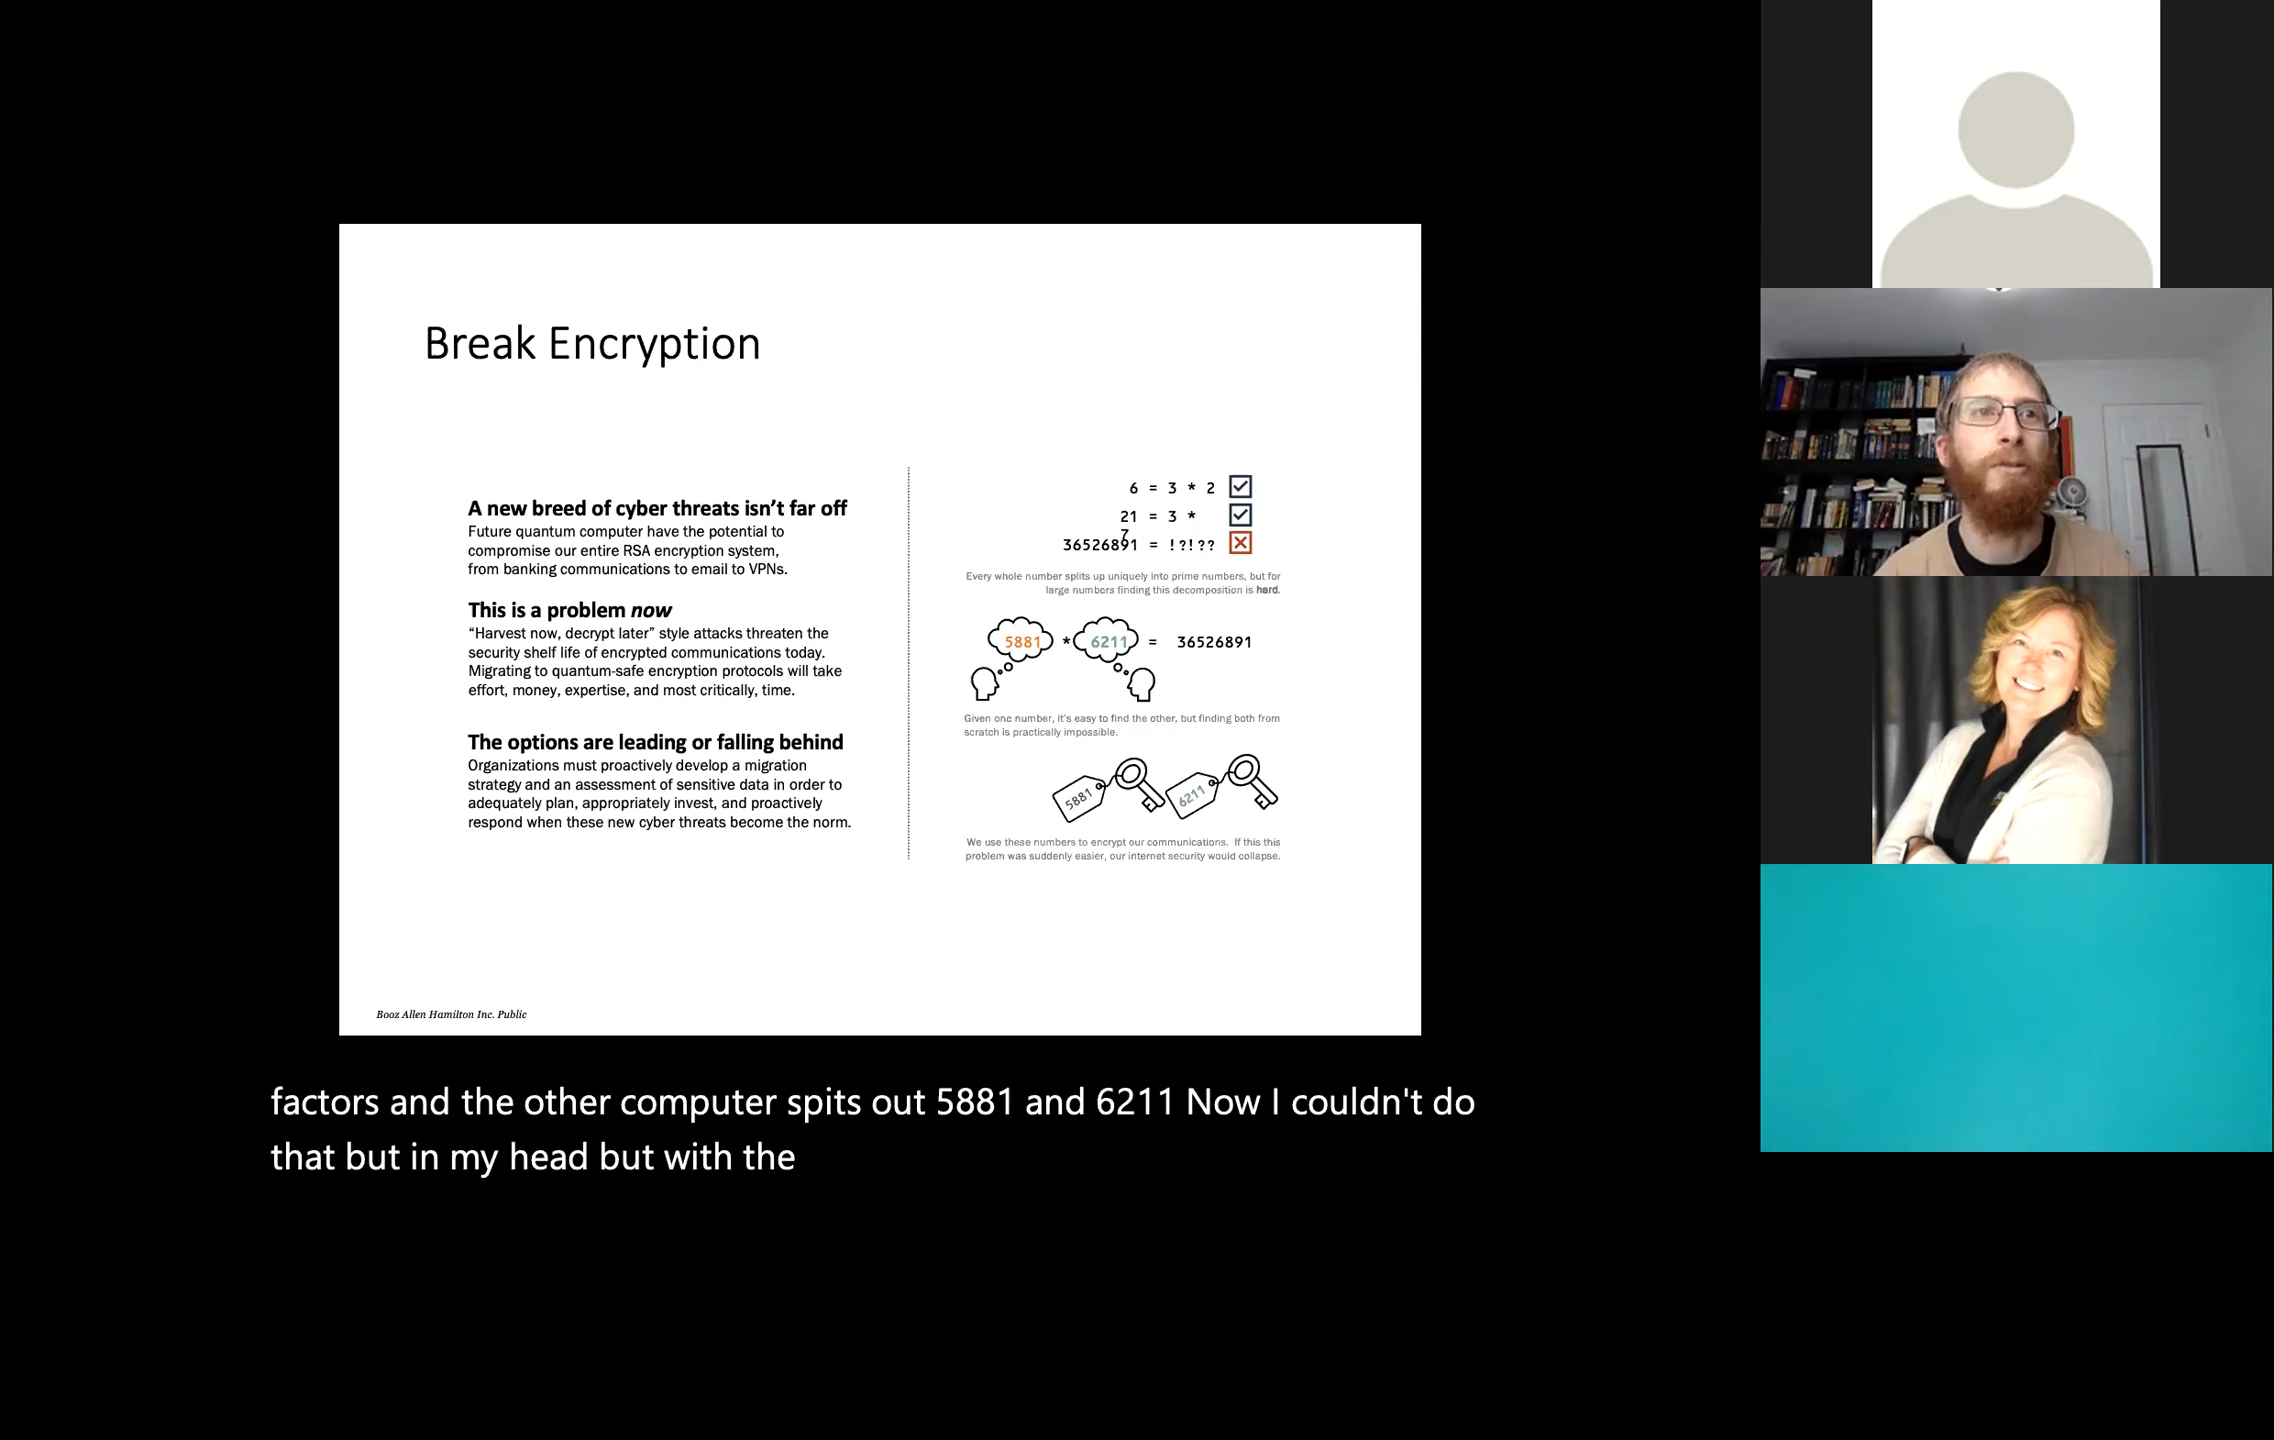 Break Encryption
A new breed of cyber threats isn’t far off
Future quantum computer have the potential to
compromise our entire RSA encryption system,
from banking communications to email to VPNs.
This is a problem now
“Harvest now, decrypt later” style attacks threaten the
security shelf life of encrypted communications today.
Migrating to quantum-safe encryption protocols will take
effort, money, expertise, and most critically, time.
The options are leading or falling behind
Organizations must proactively develop a migration
strategy and an assessment of sensitive data in order to
adequately plan, appropriately invest, and proactively
respond when these new cyber threats become the norm.
6 = 3 * 2
21 = 3 *
7
36526891 = !?!??
Every whole number splits up uniquely into prime numbers, but for
large numbers finding this decomposition is hard.
5881 * 6211 = 36526891
Given one number, it’s easy to find the other, but finding both from
scratch is practically impossible.
5881 6211
We use these numbers to encrypt our communications. If this this
problem was suddenly easier, our internet security would collapse.
Booz Allen Hamilton Inc. Public
factors and the other computer spits out 5881 and 6211 Now I couldn't do
that but in my head but with the